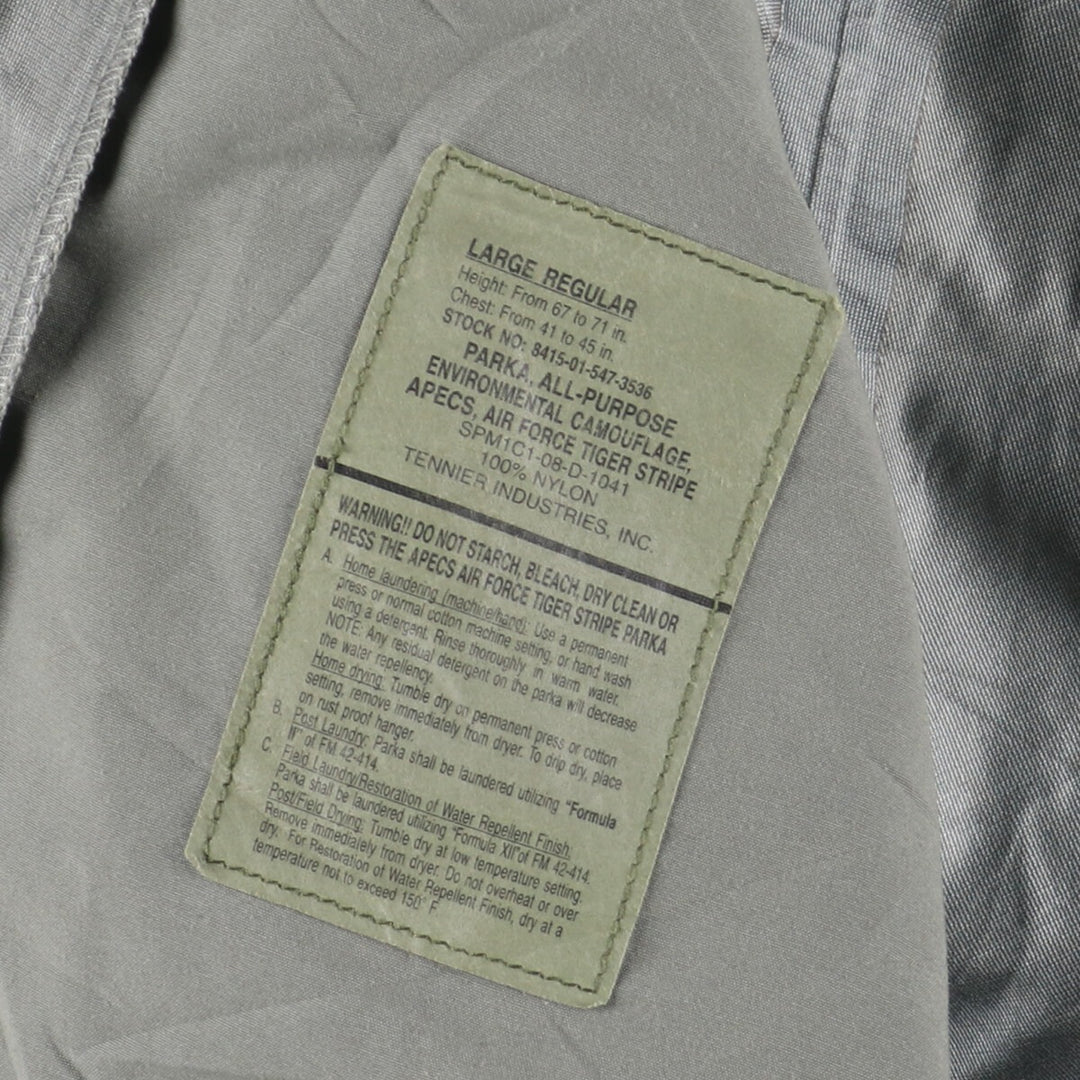 LARGE REGULAR
Height: From 67 to 71 in.
Chest: From 41 to 45 in.
STOCK NO: 8415-01-547-3536
PARKA, ALL-PURPOSE
ENVIRONMENTAL CAMOUFLAGE,
APECS, AIR FORCE TIGER STRIPE
SPM1C1-08-D-1041
100% NYLON
TENNIER INDUSTRIES, INC.
WARNING!! DO NOT STARCH, BLEACH, DRY CLEAN OR
PRESS THE APECS AIR FORCE TIGER STRIPE PARKA
A. Home laundering (machine/hand): Use a permanent
press or normal cotton machine setting, or hand wash
using a detergent. Rinse thoroughly in warm water.
NOTE: Any residual detergent on the parka will decrease
the water repellency.
Home drying: Tumble dry on permanent press or cotton
setting, remove immediately from dryer. To drip dry, place
on rust proof hanger.
B. Post Laundry: Parka shall be laundered utilizing "Formula
II" of FM 42-414.
C. Field Laundry/Restoration of Water Repellent Finish.
Parka shall be laundered utilizing "Formula XII"of FM 42-414.
Post/Field Drying: Tumble dry at low temperature setting.
Remove immediately from dryer. Do not overheat or over
dry. For Restoration of Water Repellent Finish, dry at a
temperature not to exceed 150° F.